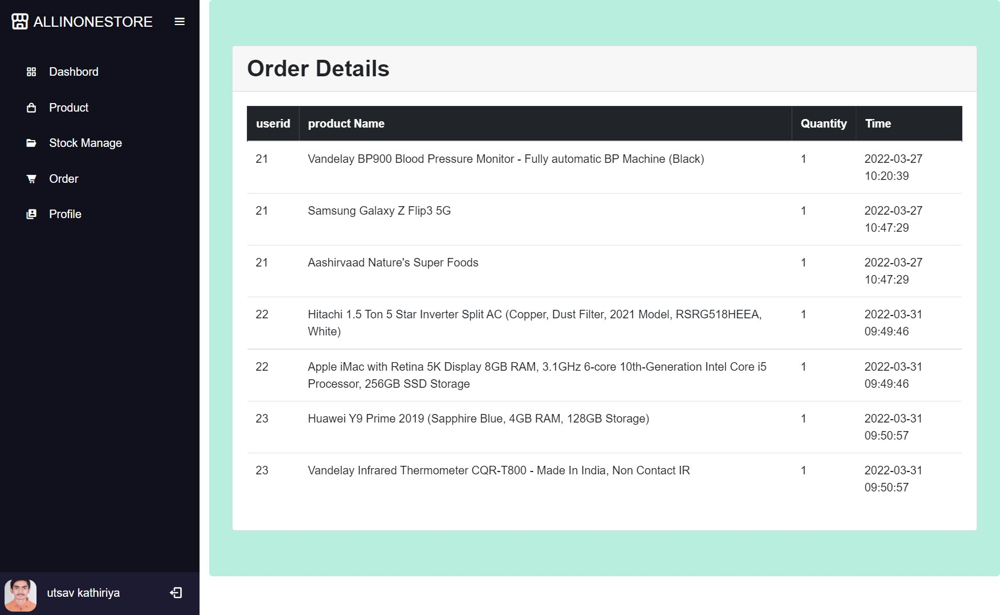 ALLINONESTORE
Dashbord
Product
Stock Manage
Order
Profile
utsav kathiriya
Order Details
userid product Name Quantity Time
21 Vandelay BP900 Blood Pressure Monitor - Fully automatic BP Machine (Black) 1 2022-03-27
10:20:39
21 Samsung Galaxy Z Flip3 5G 1 2022-03-27
10:47:29
21 Aashirvaad Nature's Super Foods 1 2022-03-27
10:47:29
22 Hitachi 1.5 Ton 5 Star Inverter Split AC (Copper, Dust Filter, 2021 Model, RSRG518HEEA, 1 2022-03-31
White) 09:49:46
22 Apple iMac with Retina 5K Display 8GB RAM, 3.1GHz 6-core 10th-Generation Intel Core i5 1 2022-03-31
Processor, 256GB SSD Storage 09:49:46
23 Huawei Y9 Prime 2019 (Sapphire Blue, 4GB RAM, 128GB Storage) 1 2022-03-31
09:50:57
23 Vandelay Infrared Thermometer CQR-T800 - Made In India, Non Contact IR 1 2022-03-31
09:50:57